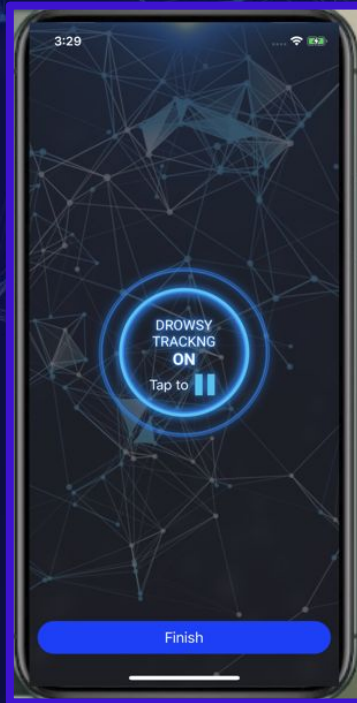 3:29
DROWSY
TRACKNG
ON
Tap to
Finish